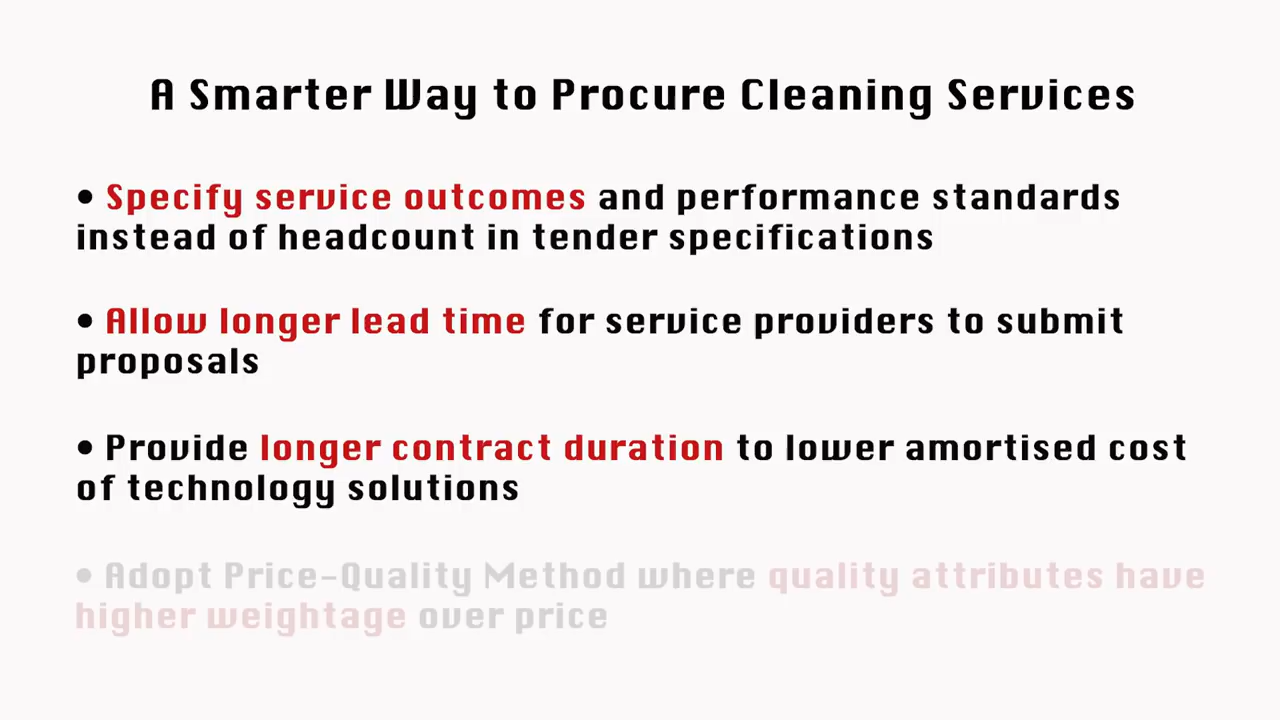 A Smarter Way to Procure Cleaning Services
• Specify service outcomes and performance standards
instead of headcount in tender specifications
• Allow longer lead time for service providers to submit
proposals
• Provide longer contract duration to lower amortised cost
of technology solutions
• Adopt Price-Quality Method where quality attributes have
higher weightage over price